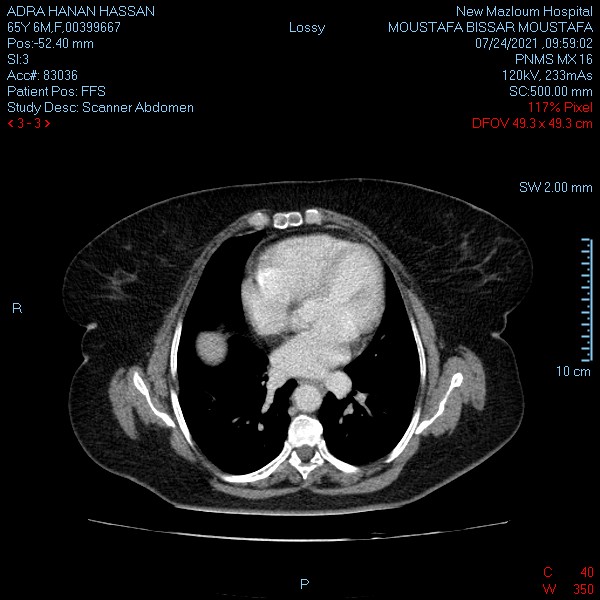 ADRA HANAN HASSAN
65Y 6M,F,00399667
Pos:-52.40 mm
SI:3
Acc#: 83036
Patient Pos: FFS
Study Desc: Scanner Abdomen
< 3 - 3 >
Lossy
New Mazloum Hospital
MOUSTAFA BISSAR MOUSTAFA
07/24/2021 ,09:59:02
PNMS MX 16
120kV, 233mAs
SC:500.00 mm
117% Pixel
DFOV 49.3 x 49.3 cm
SW 2.00 mm
R
10 cm
P
C 40
W 350